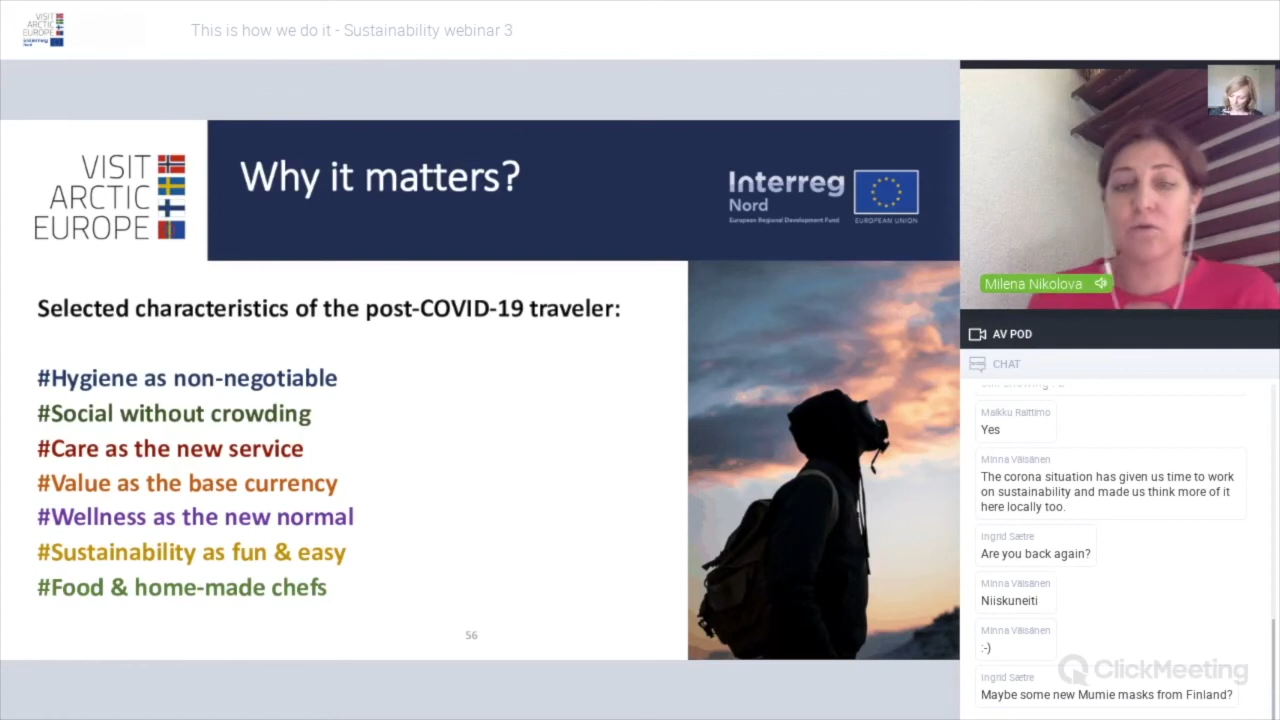 VISIT
ARCTIC
EUROPE
Interreg
Nord
This is how we do it - Sustainability webinar 3
VISIT
ARCTIC
EUROPE
Why it matters?
Interreg
Nord
European Regional Development Fund
EUROPEAN UNION
Selected characteristics of the post-COVID-19 traveler:
#Hygiene as non-negotiable
#Social without crowding
#Care as the new service
#Value as the base currency
#Wellness as the new normal
#Sustainability as fun & easy
#Food & home-made chefs
56
Milena Nikolova
AV POD
CHAT
Maikku Raittimo
Yes
Minna Väisänen
The corona situation has given us time to work
on sustainability and made us think more of it
here locally too.
Ingrid Sætre
Are you back again?
Minna Väisänen
Niiskuneiti
Minna Väisänen
:-)
ClickMeeting
Ingrid Sætre
Maybe some new Mumie masks from Finland?